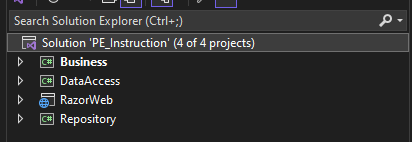 Search Solution Explorer (Ctrl+;)
Solution 'PE_Instruction' (4 of 4 projects)
C# Business
C# DataAccess
RazorWeb
C# Repository